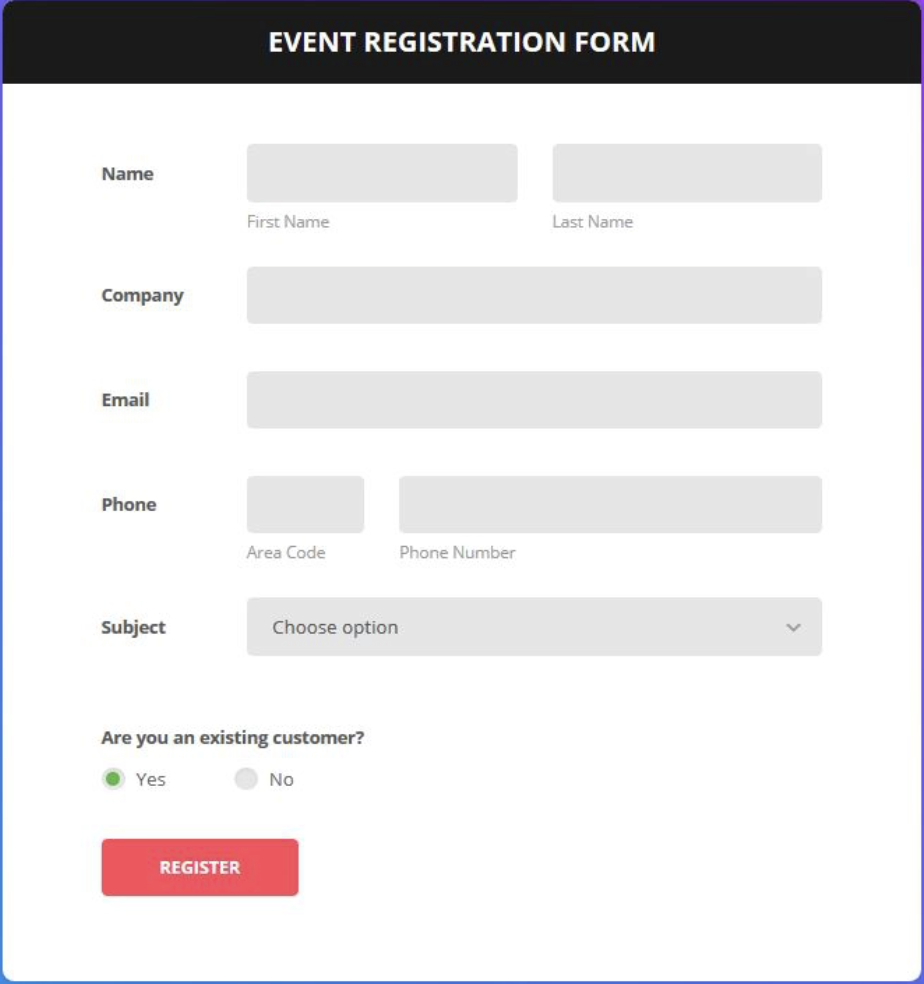 EVENT REGISTRATION FORM
Name
First Name Last Name
Company
Email
Phone
Area Code Phone Number
Subject Choose option
Are you an existing customer?
Yes No
REGISTER